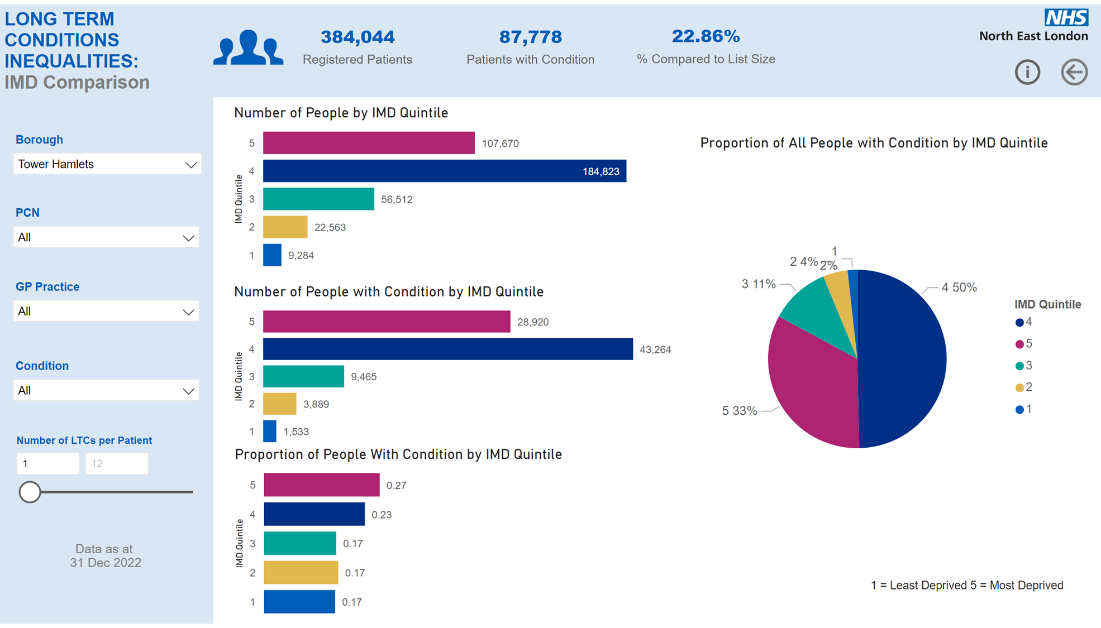 LONG TERM
CONDITIONS
INEQUALITIES:
IMD Comparison
384,044
Registered Patients
87,778
Patients with Condition
22.86%
% Compared to List Size
NHS
North East London
i
Borough
Tower Hamlets
PCN
All
GP Practice
All
Condition
All
Number of LTCs per Patient
1 12
Data as at
31 Dec 2022
Number of People by IMD Quintile
IMD Quintile
5 107,670
4 184,823
3 56,512
2 22,563
1 9,284
Number of People with Condition by IMD Quintile
IMD Quintile
5 28,920
4 43,264
3 9,465
2 3,889
1 1,533
Proportion of People With Condition by IMD Quintile
IMD Quintile
5 0.27
4 0.23
3 0.17
2 0.17
1 0.17
Proportion of All People with Condition by IMD Quintile
1
2%
2 4%
3 11%
4 50%
5 33%
IMD Quintile
4
5
3
2
1
1 = Least Deprived 5 = Most Deprived